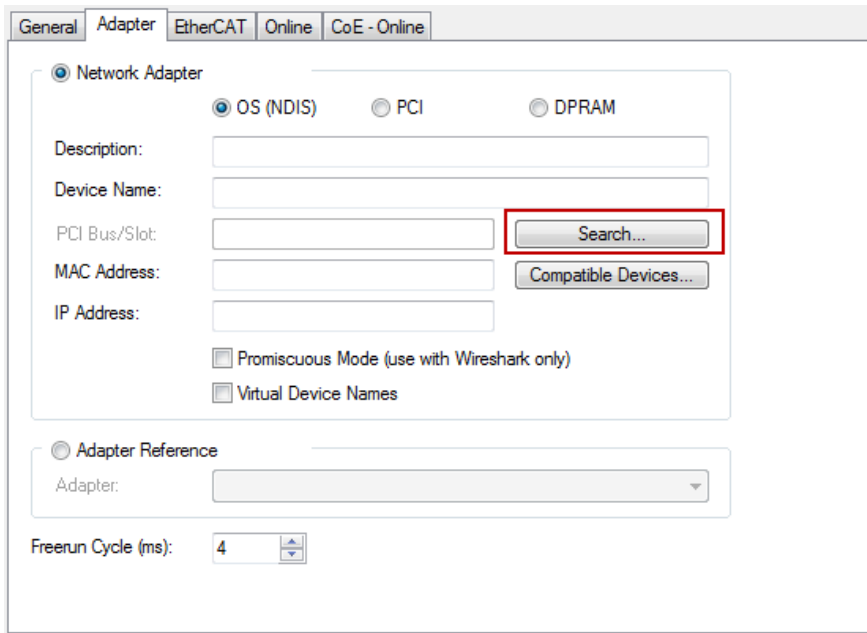 General Adapter EtherCAT Online CoE - Online
Network Adapter
OS (NDIS) PCI DPRAM
Description:
Device Name:
PCI Bus/Slot: Search...
MAC Address: Compatible Devices...
IP Address:
Promiscuous Mode (use with Wireshark only)
Virtual Device Names
Adapter Reference
Adapter:
Freerun Cycle (ms): 4